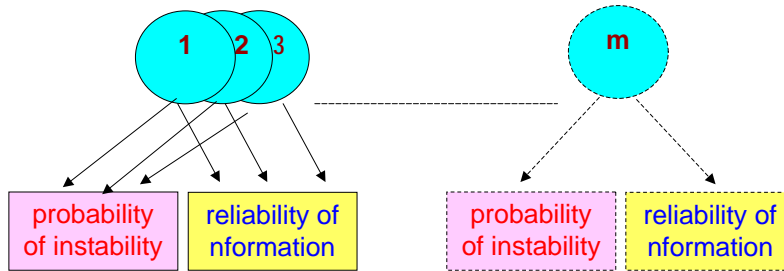 1
2
3
m
probability
of instability
reliability of
nformation
probability
of instability
reliability of
nformation